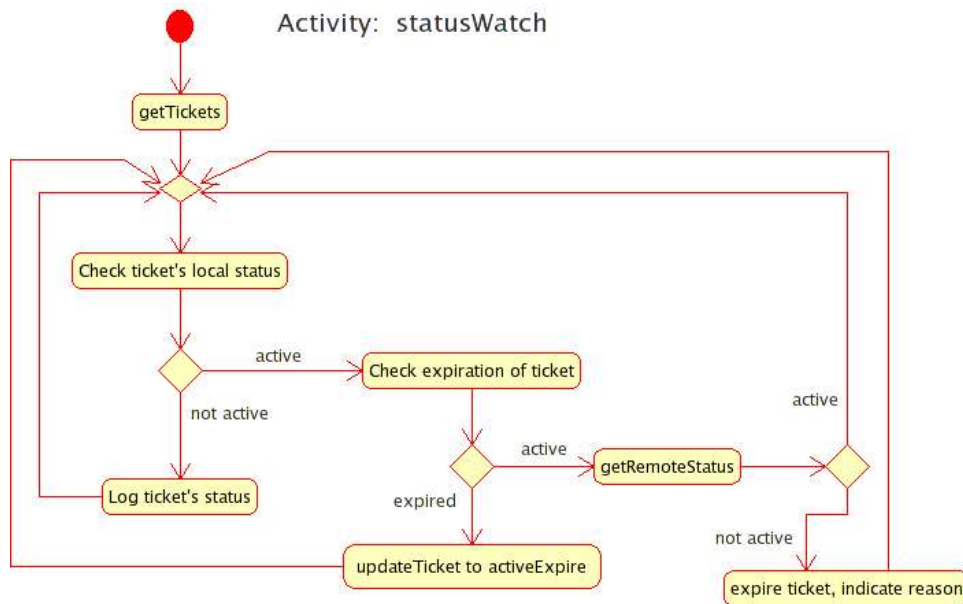 Activity:  statusWatch
getTickets
Check ticket's local status
active
Check expiration of ticket
not active
active
active
getRemoteStatus
Log ticket's status
expired
not active
updateTicket to activeExpire
expire ticket, indicate reason